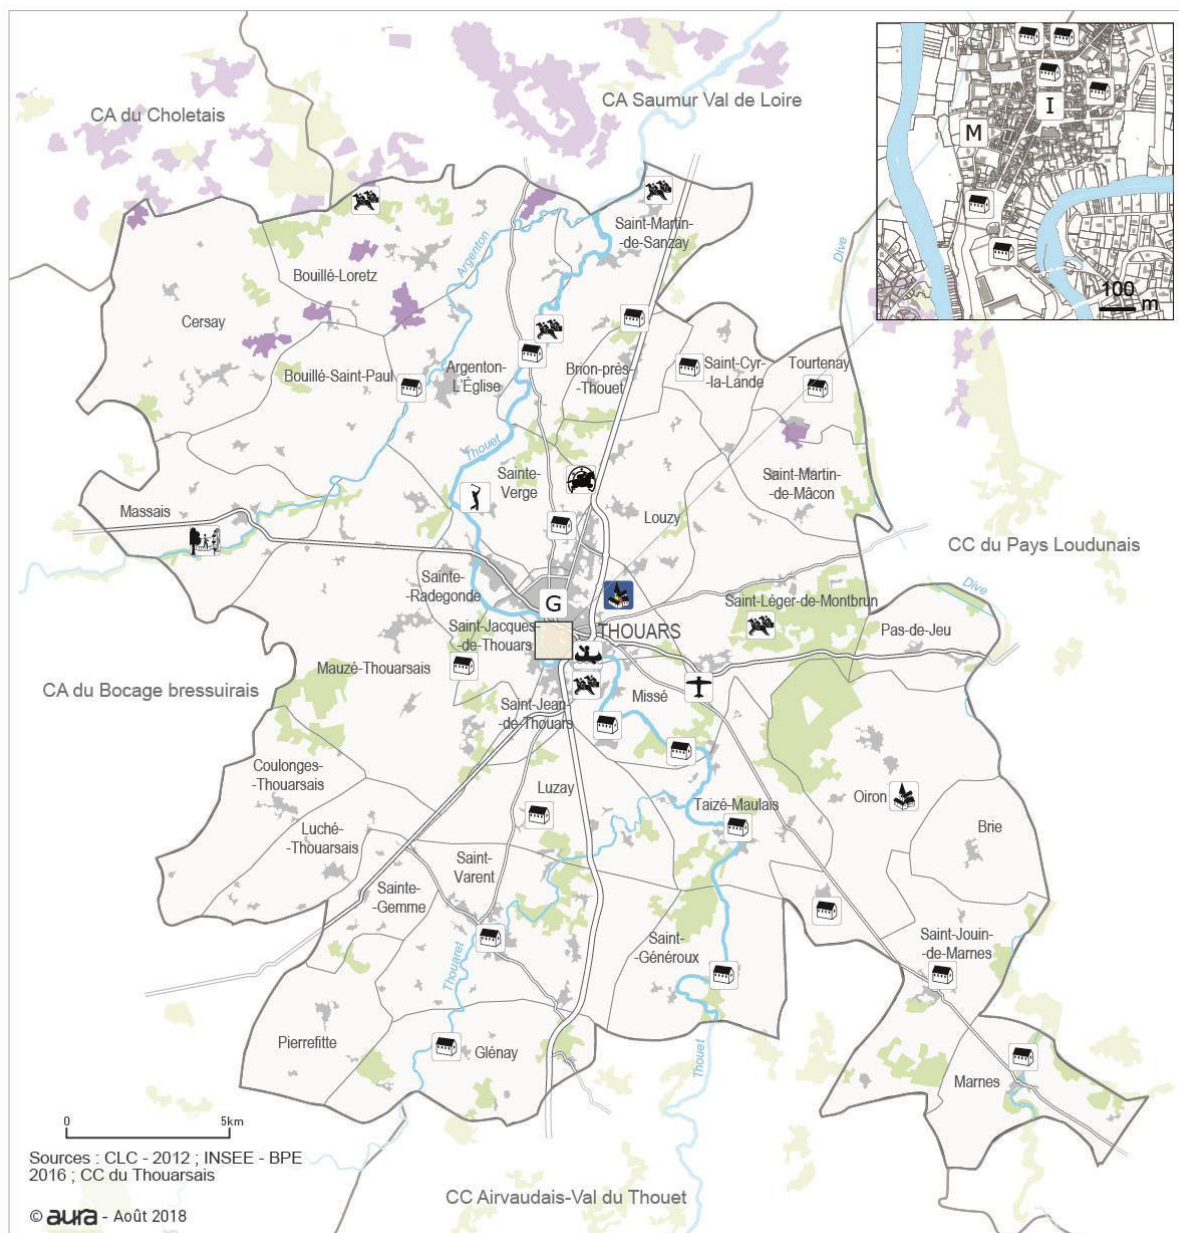 CA du Choletais
CA Saumur Val de Loire
M
I
100
m
Saint-Martin-
-de-Sanzay
Argenton
Dive
Bouillé-Loretz
Cersay
Bouillé-Saint-Paul
Argenton-
L'Église
Brion-près-
-Thouet
Saint-Cyr-
-la-Lande
Tourtenay
Thouet
Sainte-
Verge
Saint-Martin-
-de-Mâcon
Massais
Louzy
CC du Pays Loudunais
Sainte-
-Radegonde
G
Dive
Saint-Léger-de-Montbrun
Saint-Jacques-
-de-Thouars
THOUARS
Pas-de-Jeu
Mauzé-Thouarsais
CA du Bocage bressuirais
Missé
Saint-Jean-
-de-Thouars
Coulonges-
-Thouarsais
Luzay
Oiron
Taizé-Maulais
Luché-
-Thouarsais
Brie
Saint-
Varent
Sainte-
-Gemme
Saint-
-Généroux
Saint-Jouin-
-de-Marnes
Thouaret
Pierrefitte
Glénay
Thouet
Marnes
0 5km
Sources : CLC - 2012 ; INSEE - BPE
2016 ; CC du Thouarsais
CC Airvaudais-Val du Thouet
© aura - Août 2018